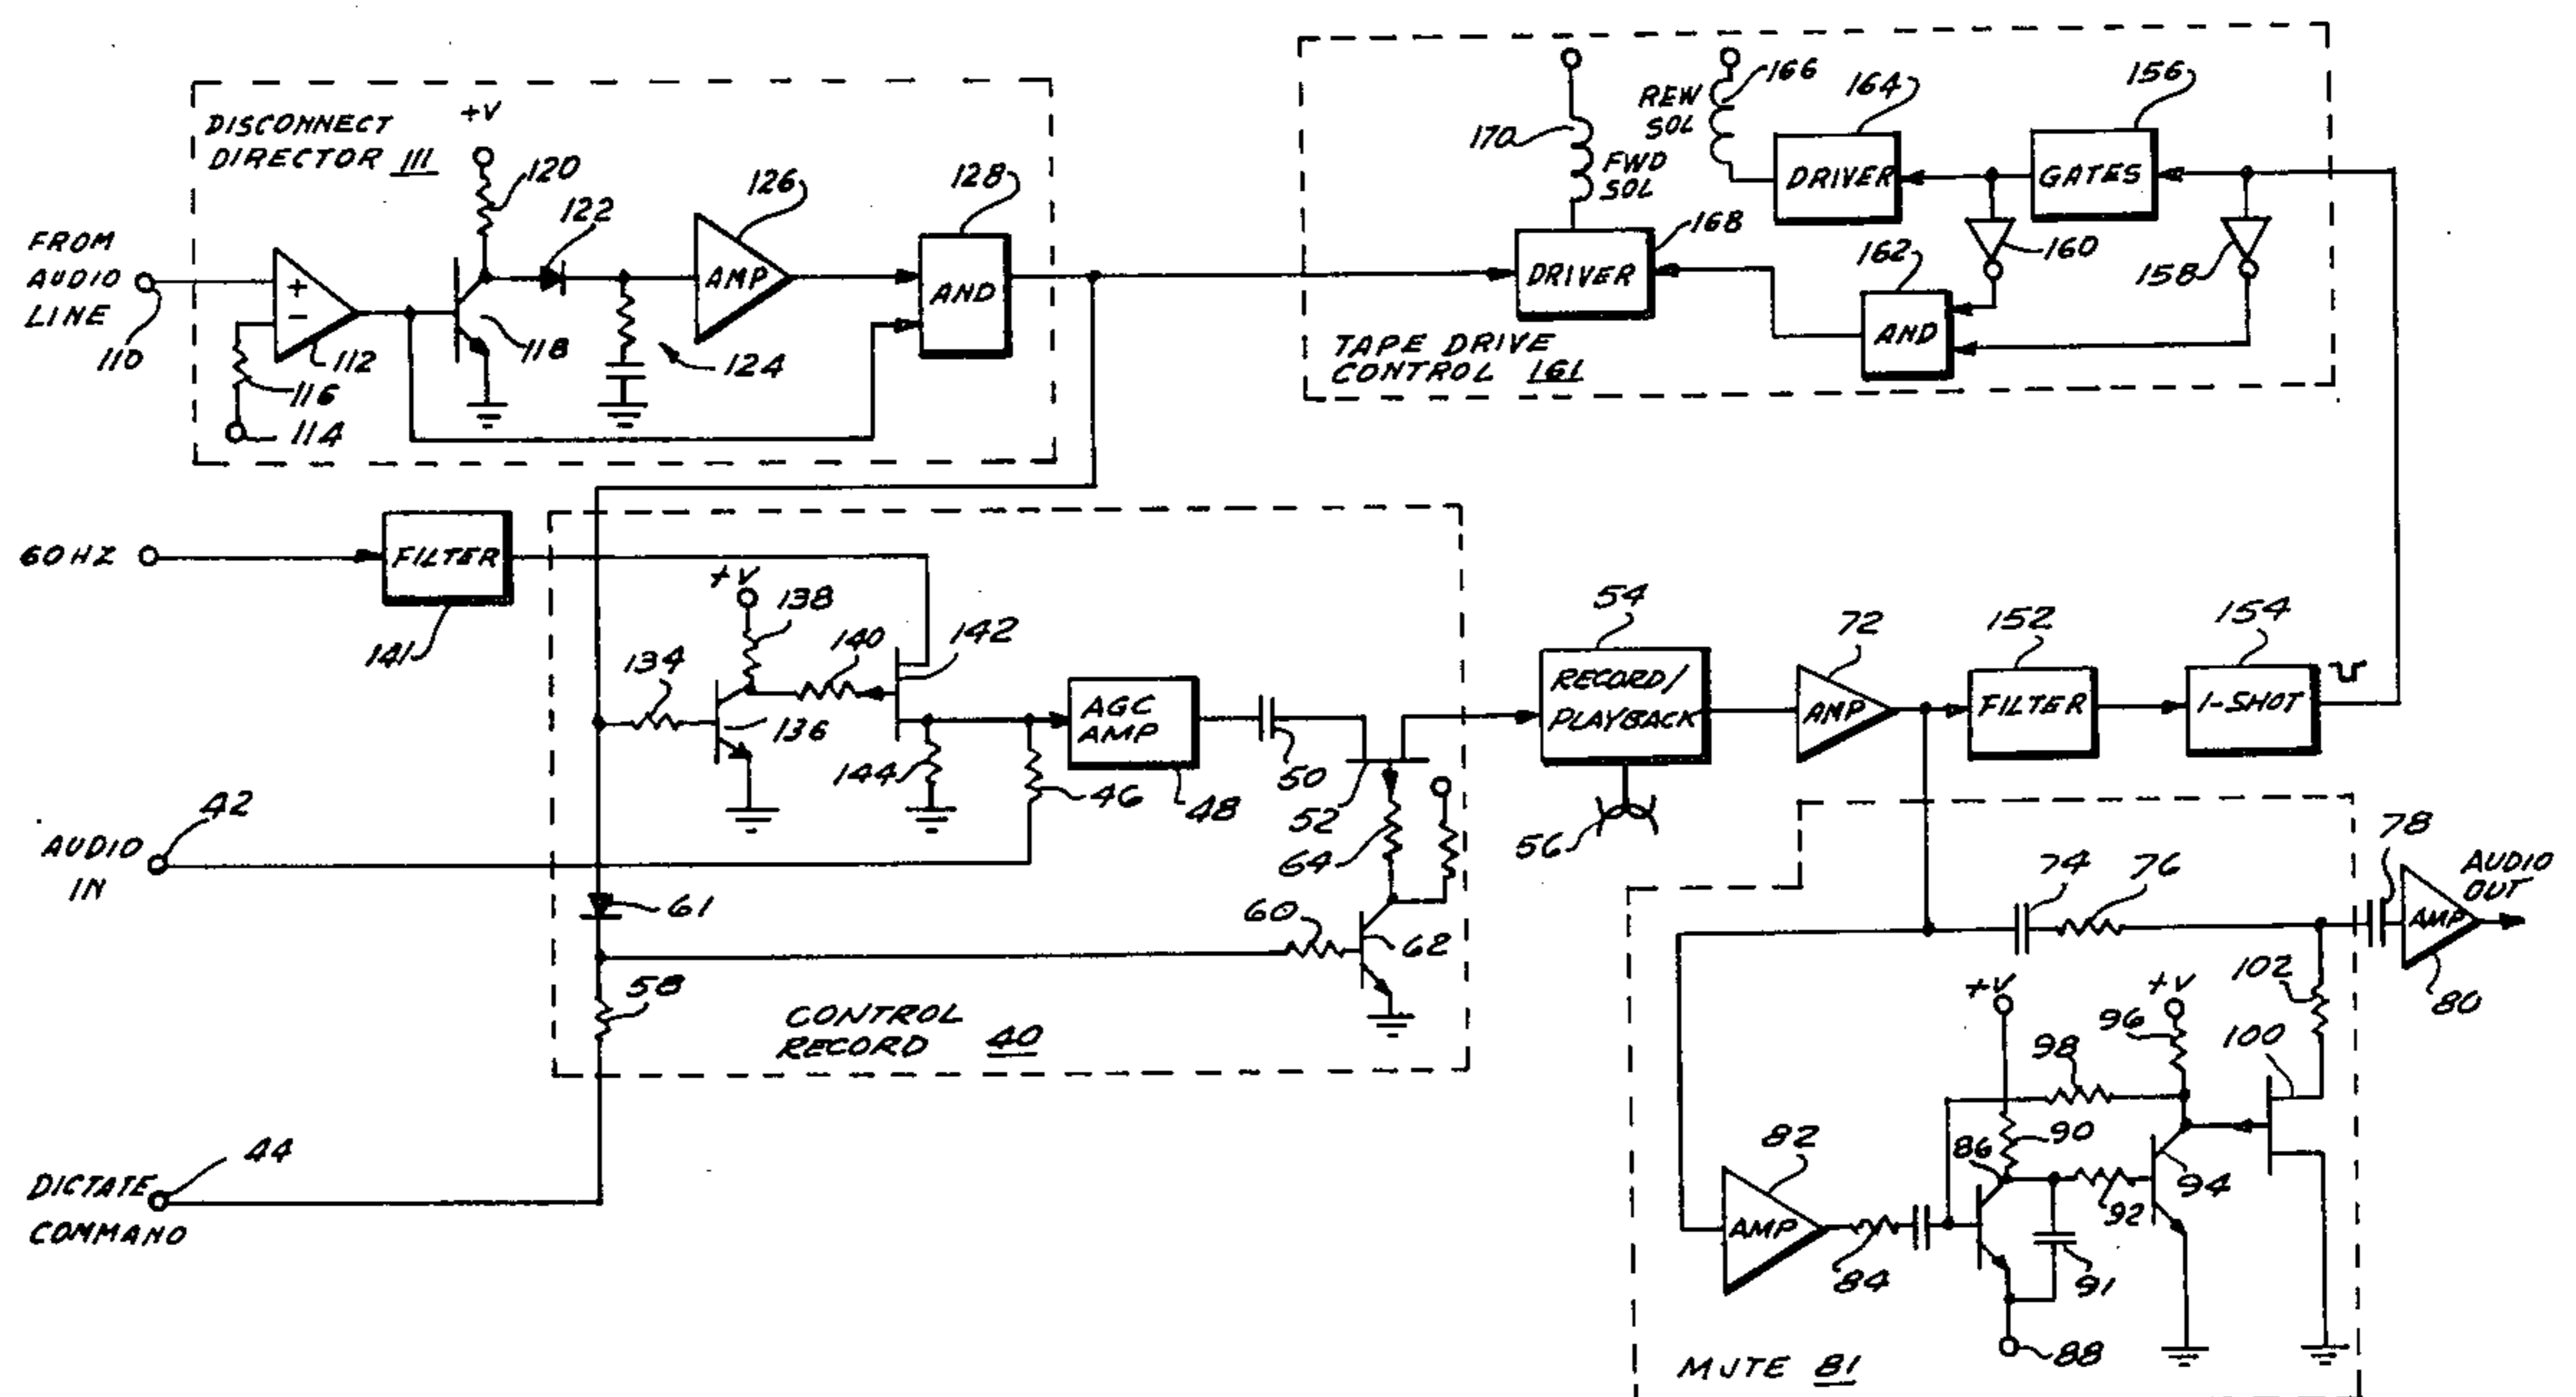 DISCONNECT
DIRECTOR 111
+V
120
122
126
128
FROM
AUDIO
LINE
110
+
-
112
116
114
118
124
AMP
AND
170
FWD
SOL
REW
SOL
166
164
156
DRIVER
GATES
168
DRIVER
162
160
158
AND
TAPE DRIVE
CONTROL 161
60HZ
FILTER
141
+V
138
134
140
142
136
144
46
AGC
AMP
48
50
52
64
60
62
54
RECORD/
PLAYBACK
56
72
AMP
152
FILTER
154
1-SHOT
AUDIO
IN
42
61
58
CONTROL
RECORD 40
DICTATE
COMMAND
44
74
76
78
AMP
AUDIO
OUT
80
102
+V
+V
96
98
100
90
86
82
AMP
84
92
94
91
88
MUTE 81